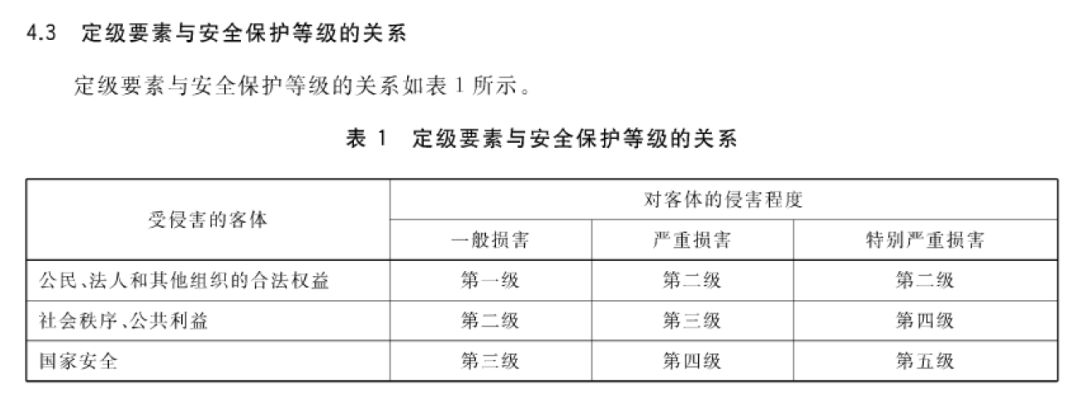 4.3 定级要素与安全保护等级的关系
定级要素与安全保护等级的关系如表1所示。
表 1 定级要素与安全保护等级的关系
受侵害的客体 对客体的侵害程度
一般损害 严重损害 特别严重损害
公民、法人和其他组织的合法权益 第一级 第二级 第二级
社会秩序、公共利益 第二级 第三级 第四级
国家安全 第三级 第四级 第五级